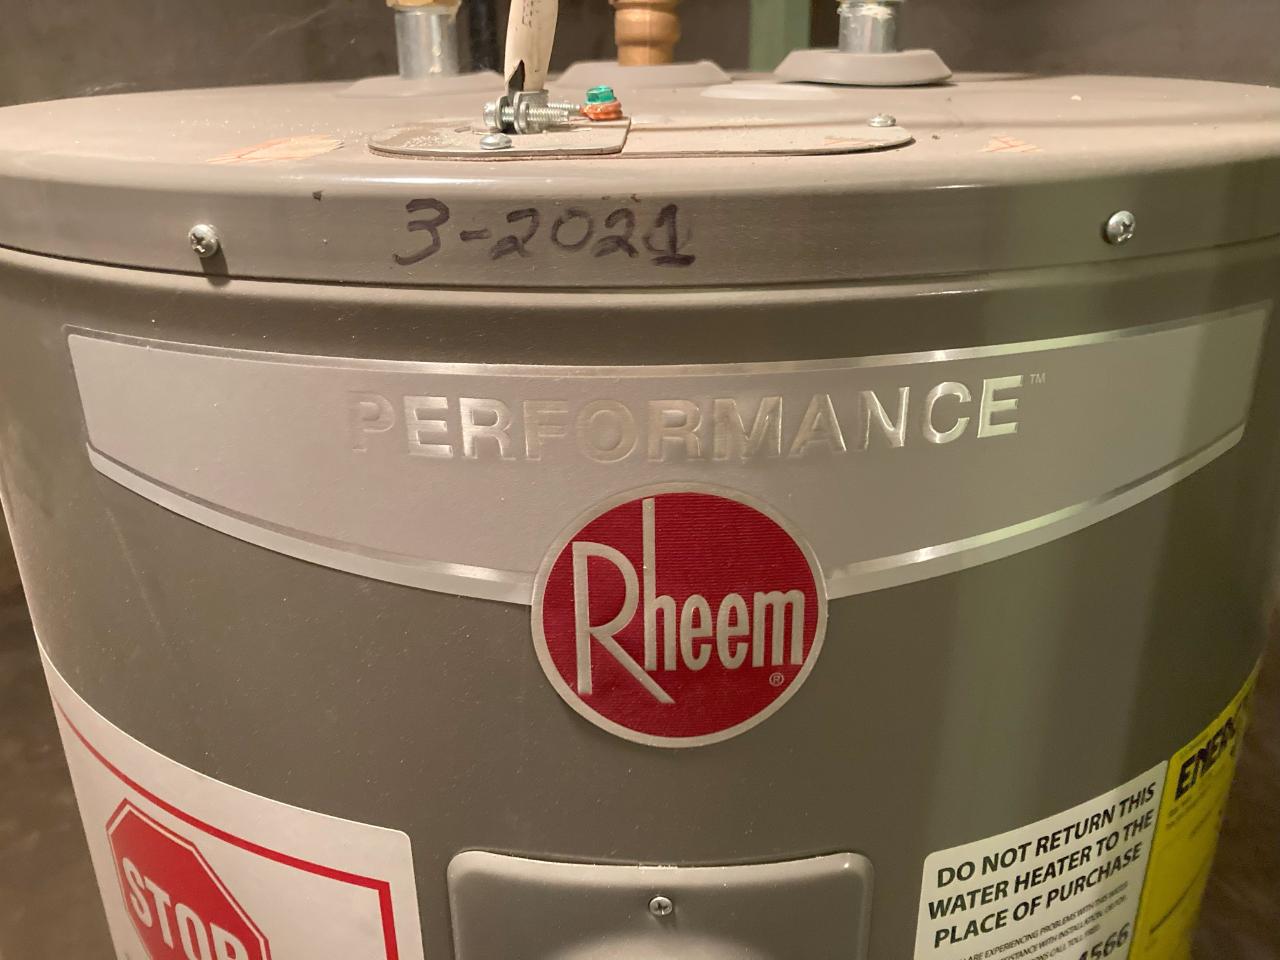 3-2021
PERFORMANCE™
Rheem®
STOP
DO NOT RETURN THIS
WATER HEATER TO THE
PLACE OF PURCHASE